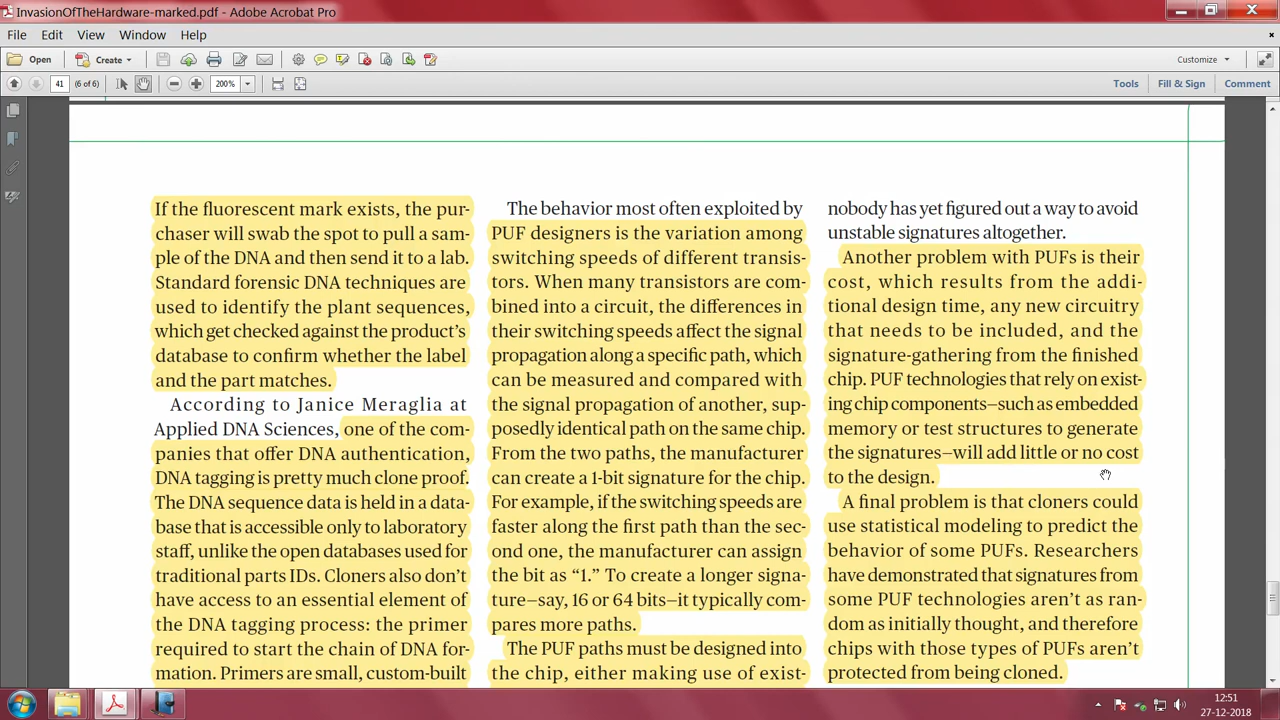 InvasionOfTheHardware-marked.pdf - Adobe Acrobat Pro
File Edit View Window Help
Open Create Customize
41 (6 of 6) 200% Tools Fill & Sign Comment
If the fluorescent mark exists, the pur-
chaser will swab the spot to pull a sam-
ple of the DNA and then send it to a lab.
Standard forensic DNA techniques are
used to identify the plant sequences,
which get checked against the product's
database to confirm whether the label
and the part matches.
According to Janice Meraglia at
Applied DNA Sciences, one of the com-
panies that offer DNA authentication,
DNA tagging is pretty much clone proof.
The DNA sequence data is held in a data-
base that is accessible only to laboratory
staff, unlike the open databases used for
traditional parts IDs. Cloners also don't
have access to an essential element of
the DNA tagging process: the primer
required to start the chain of DNA for-
mation. Primers are small, custom-built
The behavior most often exploited by
PUF designers is the variation among
switching speeds of different transis-
tors. When many transistors are com-
bined into a circuit, the differences in
their switching speeds affect the signal
propagation along a specific path, which
can be measured and compared with
the signal propagation of another, sup-
posedly identical path on the same chip.
From the two paths, the manufacturer
can create a 1-bit signature for the chip.
For example, if the switching speeds are
faster along the first path than the sec-
ond one, the manufacturer can assign
the bit as “1.” To create a longer signa-
ture—say, 16 or 64 bits—it typically com-
pares more paths.
The PUF paths must be designed into
the chip, either making use of exist-
nobody has yet figured out a way to avoid
unstable signatures altogether.
Another problem with PUFs is their
cost, which results from the addi-
tional design time, any new circuitry
that needs to be included, and the
signature-gathering from the finished
chip. PUF technologies that rely on exist-
ing chip components—such as embedded
memory or test structures to generate
the signatures—will add little or no cost
to the design.
A final problem is that cloners could
use statistical modeling to predict the
behavior of some PUFs. Researchers
have demonstrated that signatures from
some PUF technologies aren't as ran-
dom as initially thought, and therefore
chips with those types of PUFs aren't
protected from being cloned.
12:51
27-12-2018